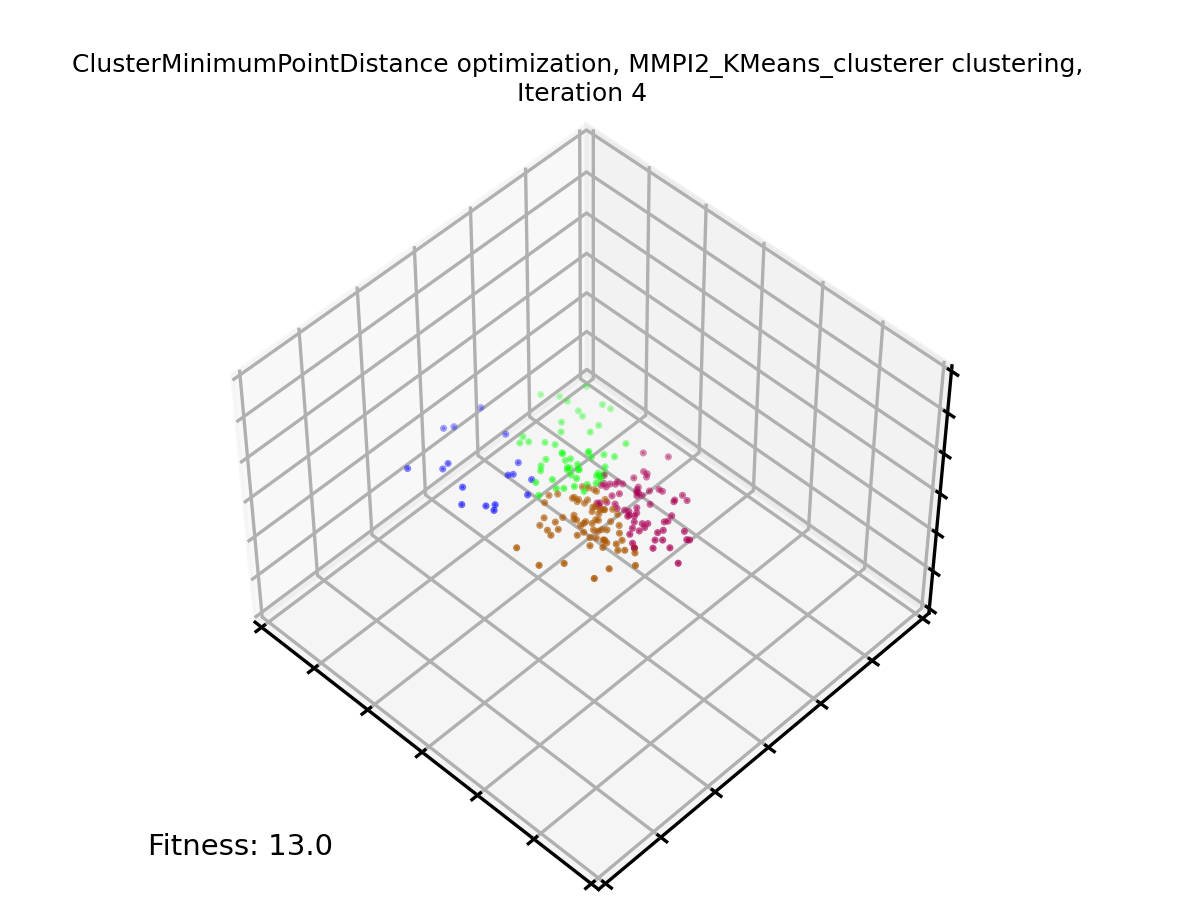 ClusterMinimumPointDistance optimization, MMPI2_KMeans_clusterer clustering,
Iteration 4
Fitness: 13.0